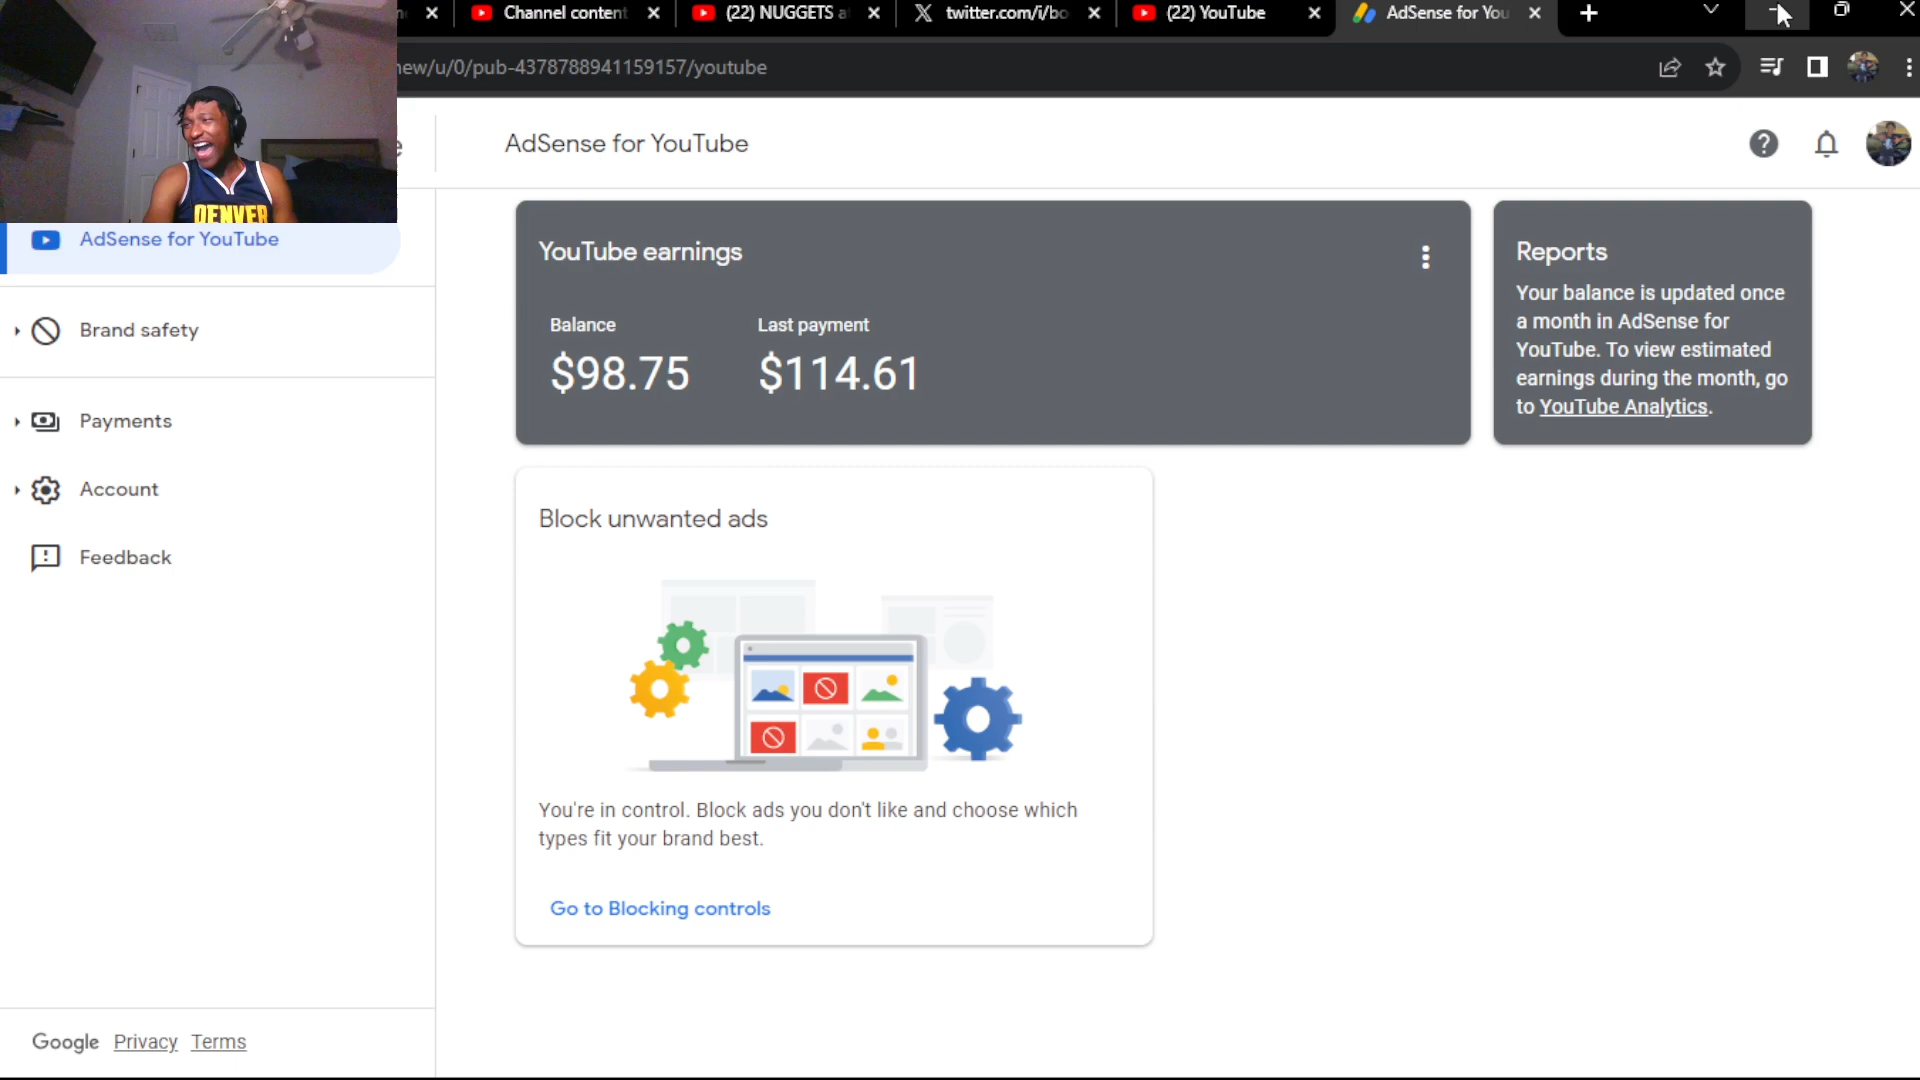 Channel content
(22) NUGGETS
twitter.com/i/bo
(22) YouTube
AdSense for You
new/u/0/pub-4378788941159157/youtube
AdSense for YouTube
DENVER
AdSense for YouTube
Brand safety
Payments
Account
Feedback
YouTube earnings
Balance
Last payment
$98.75
$114.61
Reports
Your balance is updated once
a month in AdSense for
YouTube. To view estimated
earnings during the month, go
to YouTube Analytics.
Block unwanted ads
You're in control. Block ads you don't like and choose which
types fit your brand best.
Go to Blocking controls
Google Privacy Terms